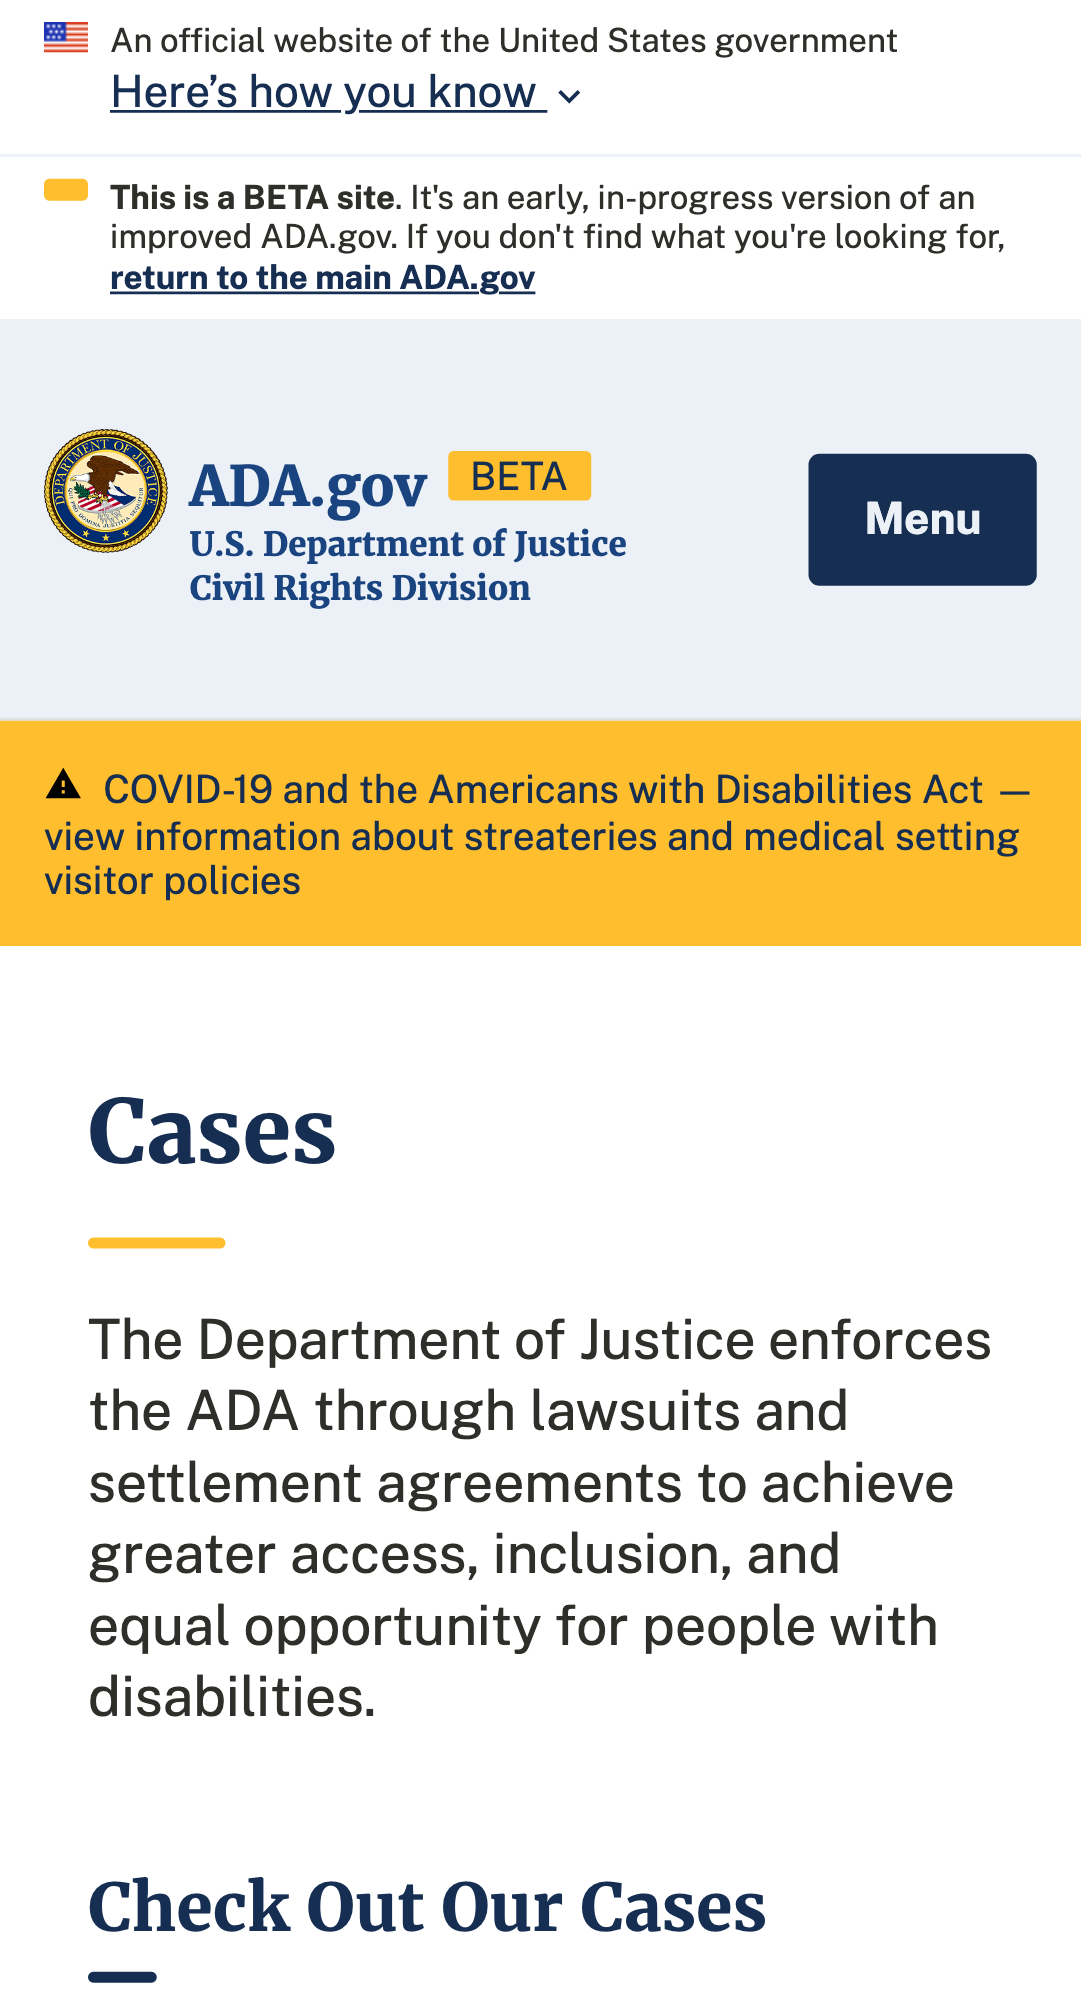 An official website of the United States government
Here’s how you know
This is a BETA site. It's an early, in-progress version of an
improved ADA.gov. If you don't find what you're looking for,
return to the main ADA.gov
DEPARTMENT OF JUSTICE
QUI PRO DOMINA JUSTITIA SEQUITUR
ADA.gov BETA
U.S. Department of Justice
Civil Rights Division
Menu
COVID-19 and the Americans with Disabilities Act —
view information about streateries and medical setting
visitor policies
Cases
The Department of Justice enforces
the ADA through lawsuits and
settlement agreements to achieve
greater access, inclusion, and
equal opportunity for people with
disabilities.
Check Out Our Cases